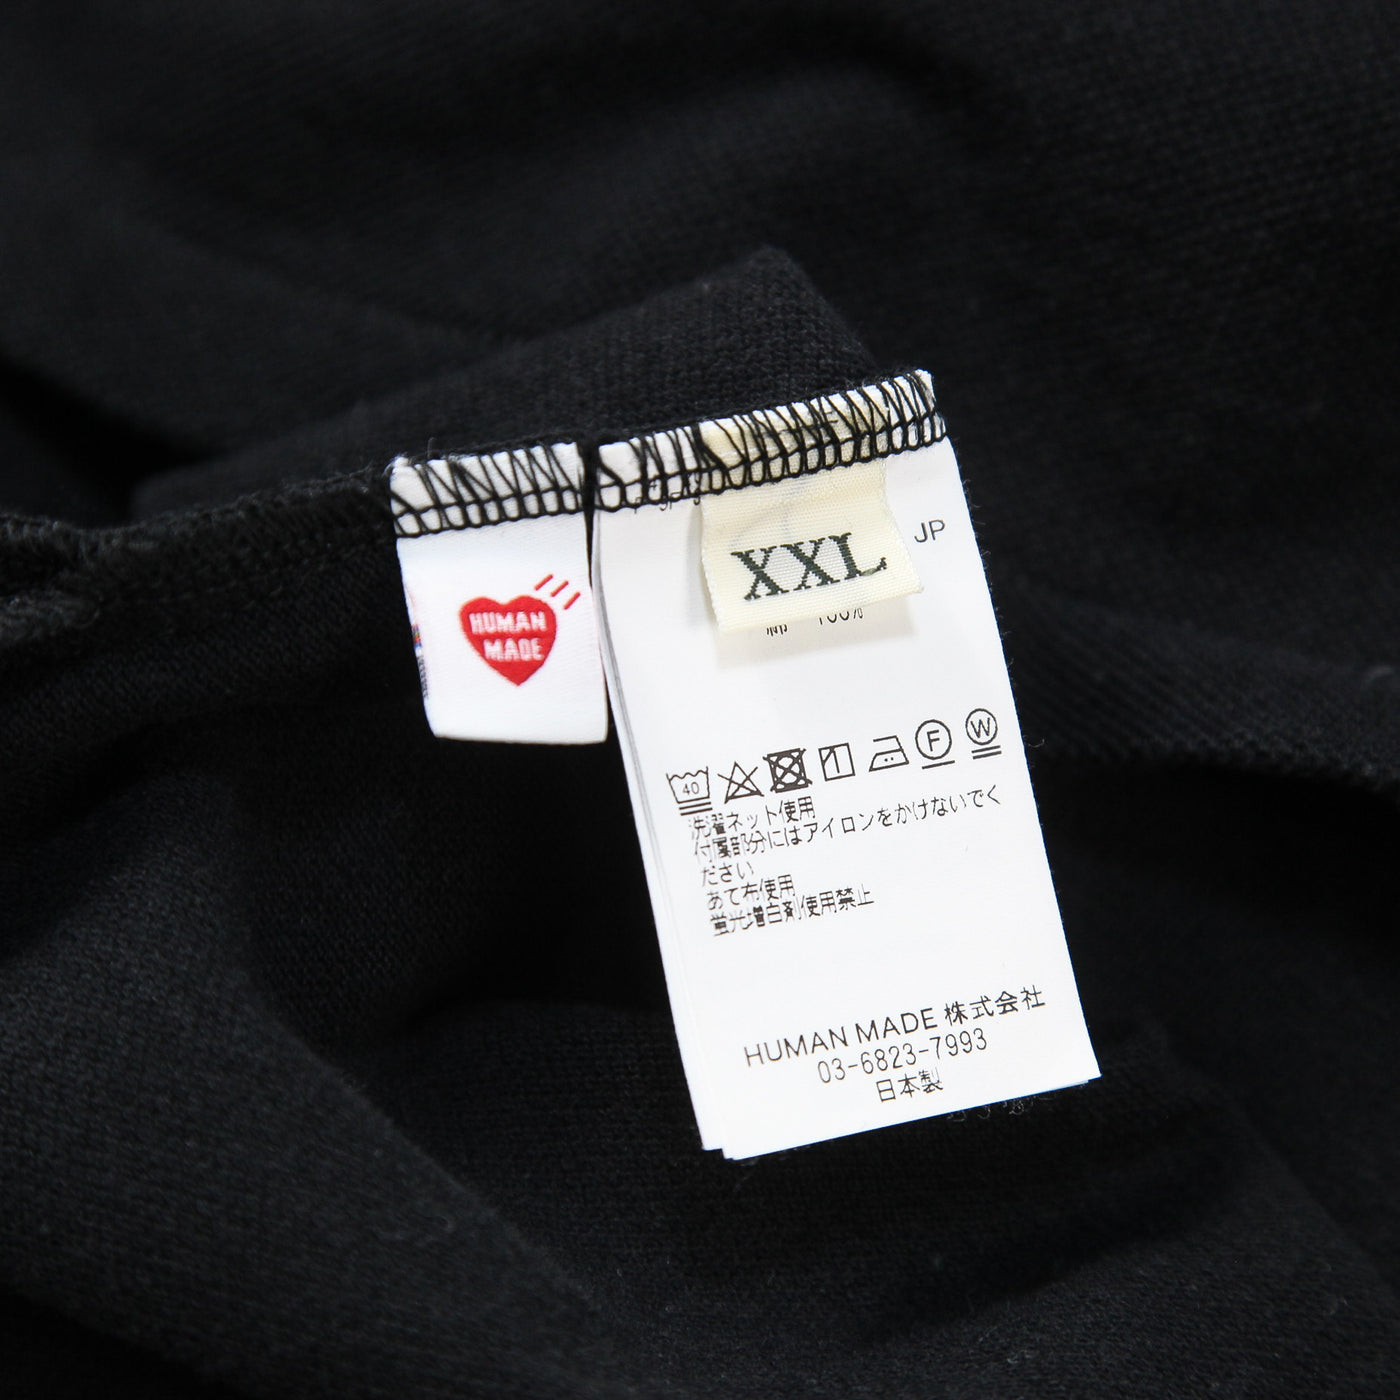 HUMAN
MADE
XXL
JP
綿 100%
40
F
W
洗濯ネット使用
付属部分にはアイロンをかけないでく
ださい
あて布使用
蛍光増白剤使用禁止
HUMAN MADE 株式会社
03-6823-7993
日本製